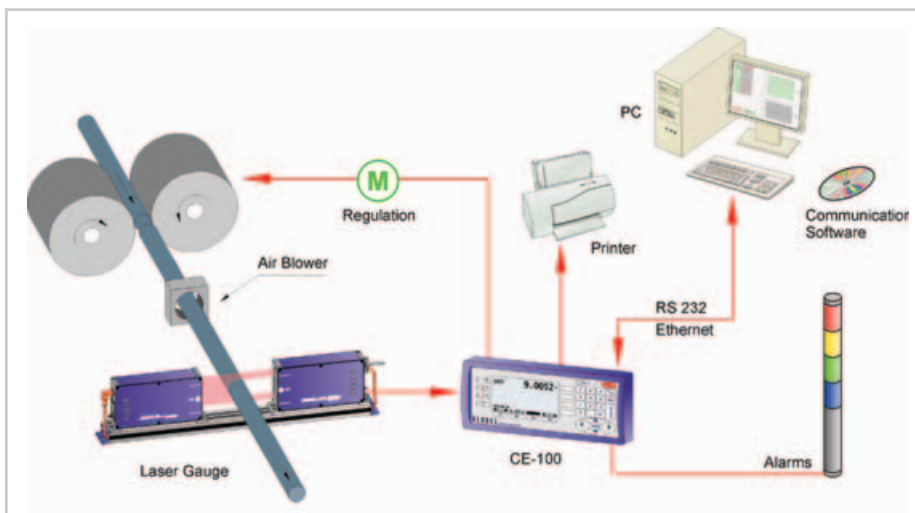 PC
M
Regulation
Printer
Communication
Software
Air Blower
RS 232
Ethernet
9.0052
CE-100
Laser Gauge
Alarms